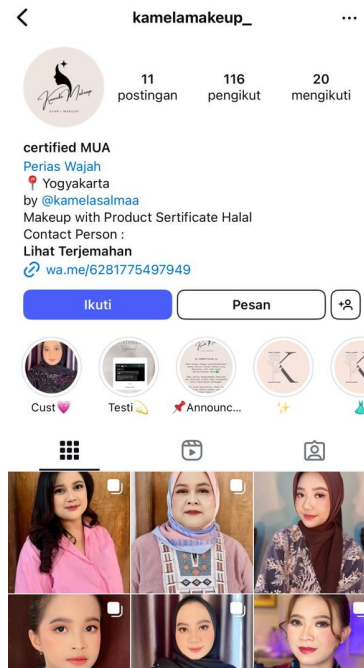 kamelamakeup_
11
116
20
postingan
pengikut
mengikuti
certified MUA
Perias Wajah
📍 Yogyakarta
by @kamelasalmaa
Makeup with Product Sertificate Halal
Contact Person :
Lihat Terjemahan
wa.me/6281775497949
Ikuti
Pesan
Cust💗
Testi💫
📌Announc...
✨